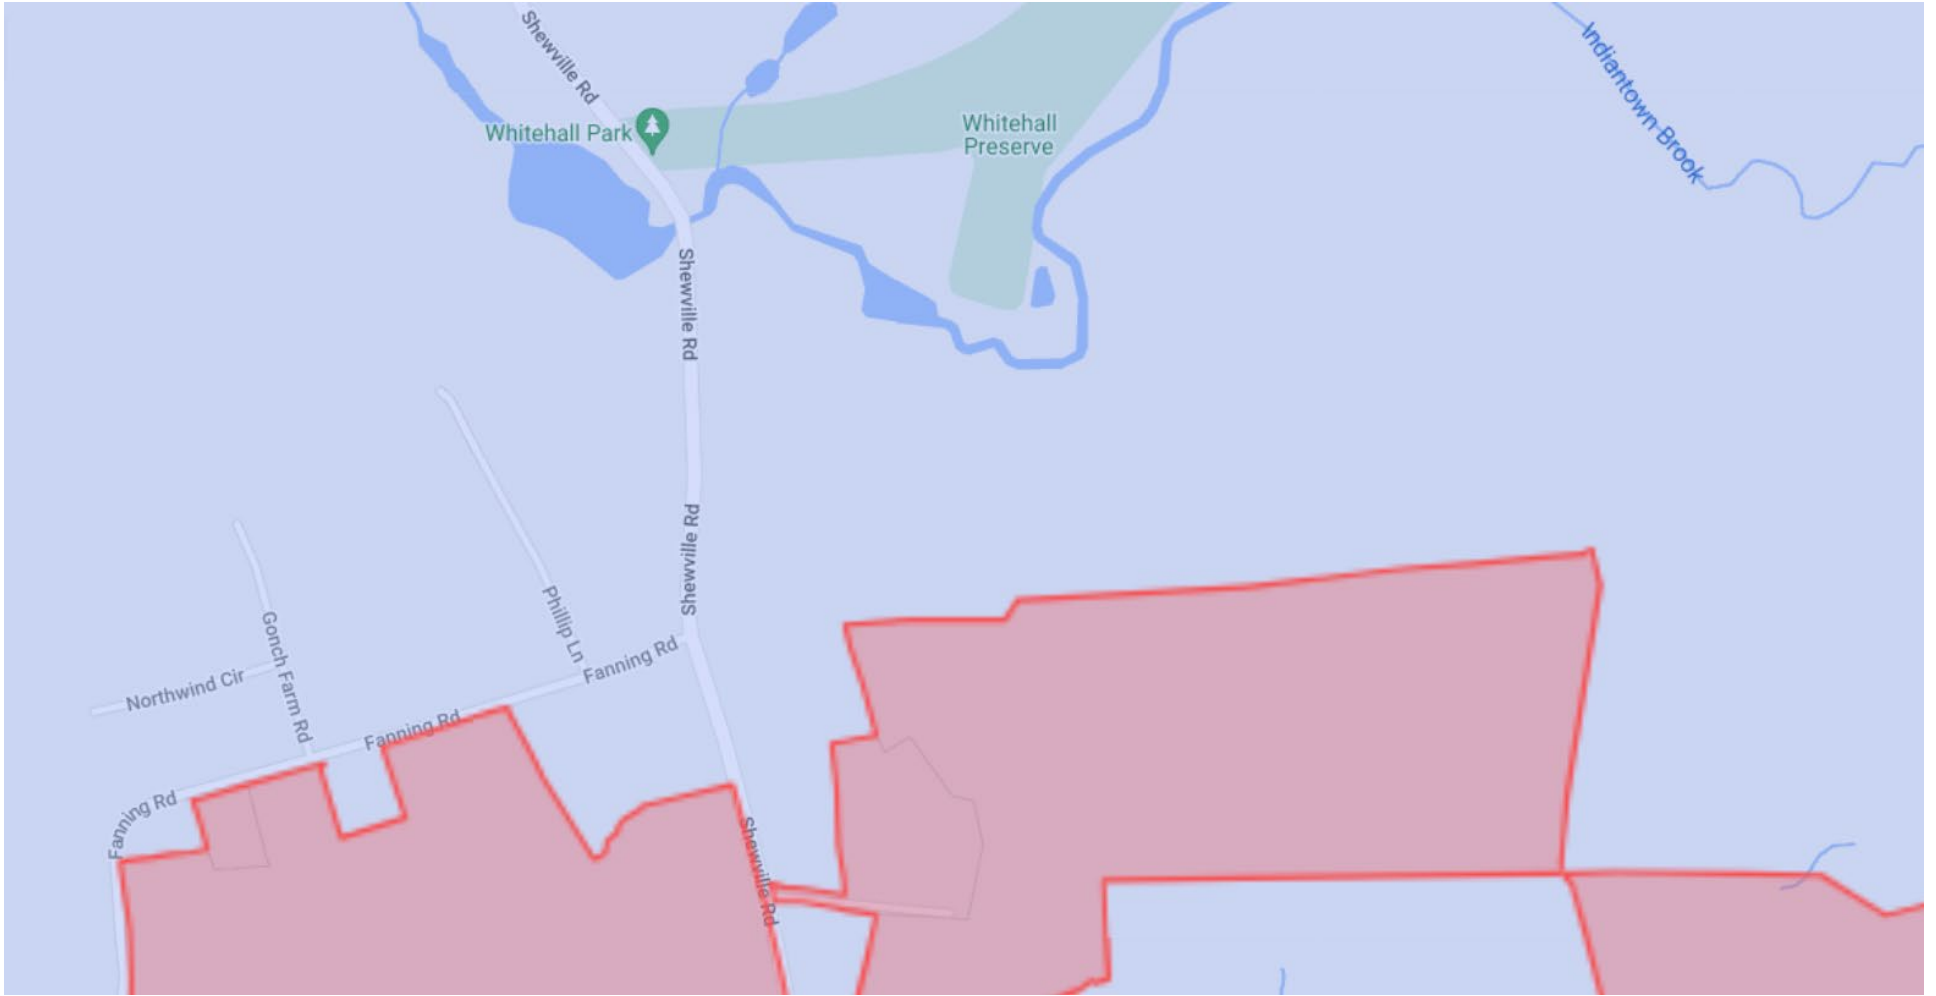 Shewville Rd
Indiantown Brook
Whitehall Park
Whitehall
Preserve
Shewville Rd
Shewville Rd
Phillip Ln
Gonch Farm Rd
Fanning Rd
Northwind Cir
Fanning Rd
Fanning Rd
Shewville Rd